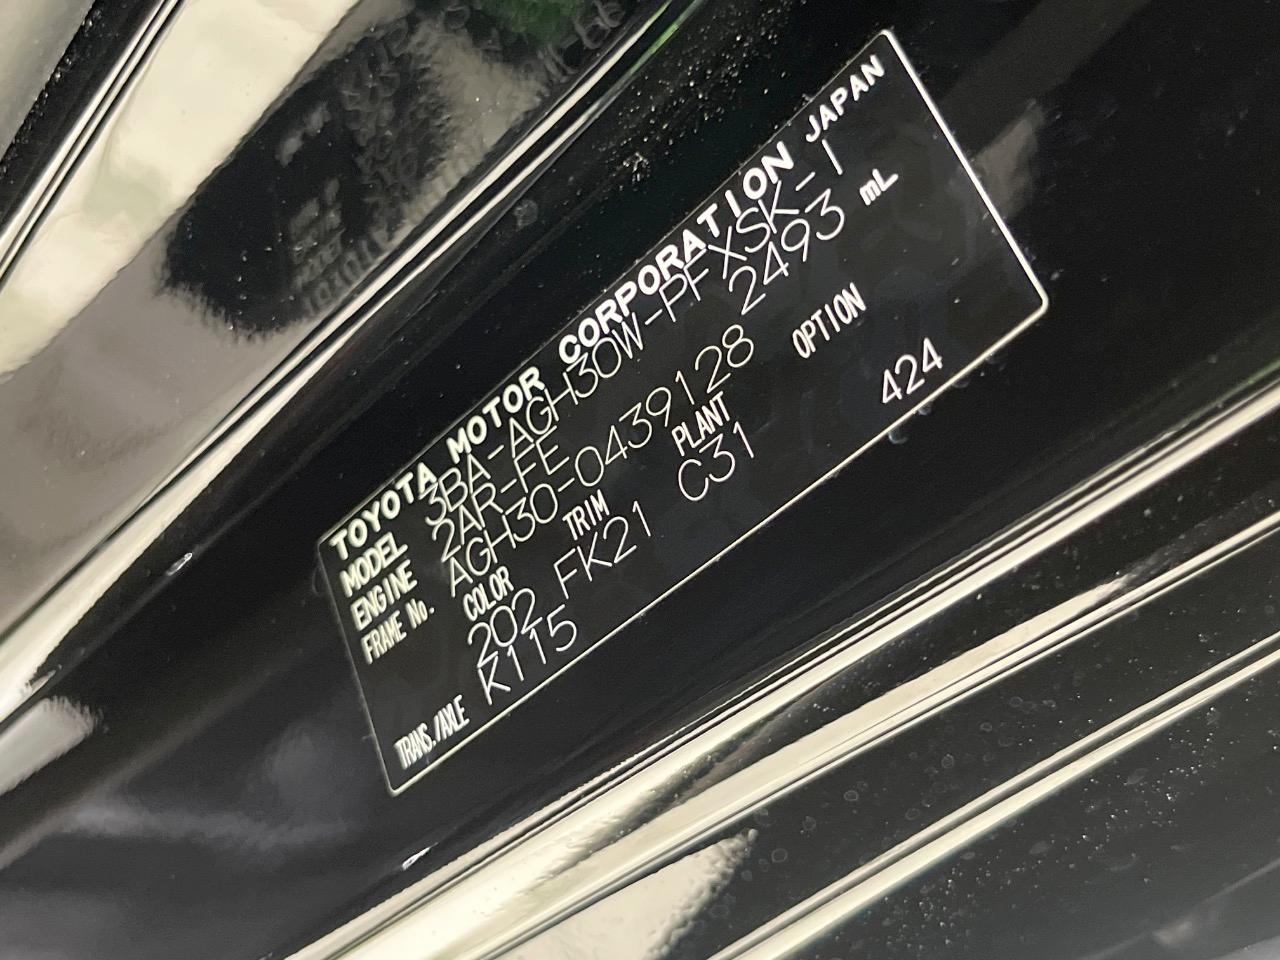 TOYOTA MOTOR CORPORATION JAPAN
MODEL 3BA-AGH30W-PFXSK-I
ENGINE 2AR-FE 2493 mL
FRAME No. AGH30-0439128
COLOR TRIM PLANT OPTION
202 FK21 C31 424
TRANS./AXLE K115